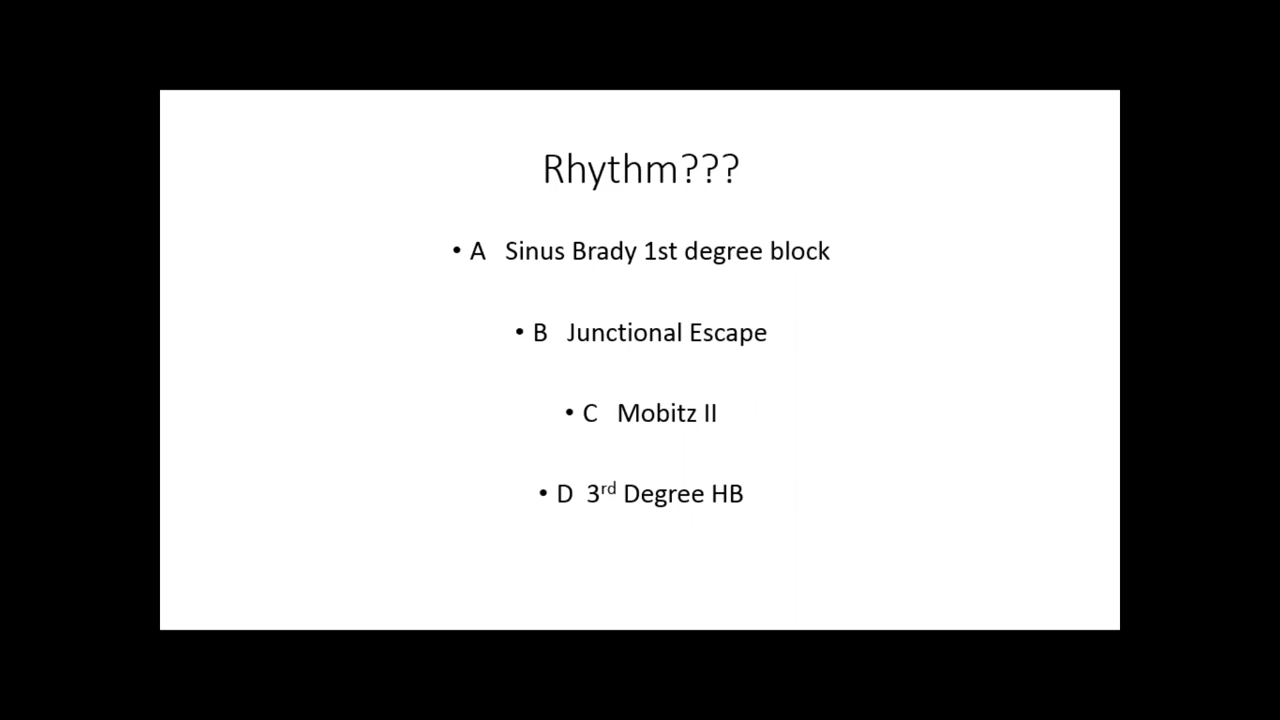 Rhythm???
• A Sinus Brady 1st degree block
• B Junctional Escape
• C Mobitz II
• D 3rd Degree HB